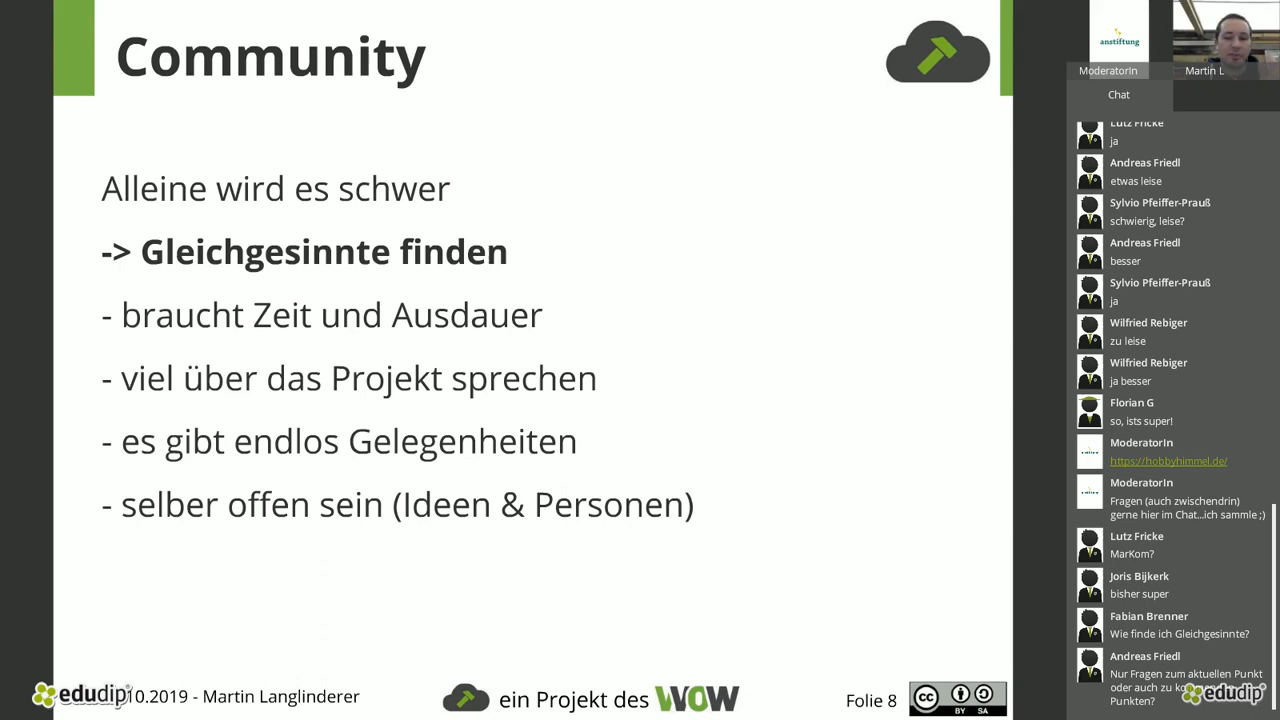 Community
Alleine wird es schwer
-> Gleichgesinnte finden
- braucht Zeit und Ausdauer
- viel über das Projekt sprechen
- es gibt endlos Gelegenheiten
- selber offen sein (Ideen & Personen)
edudip
10.2019 - Martin Langlinderer
ein Projekt des WOW
Folie 8
CC BY SA
anstiftung
ModeratorIn
Martin L
Chat
Lutz Fricke
ja
Andreas Friedl
etwas leise
Sylvio Pfeiffer-Prauß
schwierig, leise?
Andreas Friedl
besser
Sylvio Pfeiffer-Prauß
ja
Wilfried Rebiger
zu leise
Wilfried Rebiger
ja besser
Florian G
so, ists super!
ModeratorIn
https://hobbyhimmel.de/
ModeratorIn
Fragen (auch zwischendrin)
gerne hier im Chat...ich sammle ;)
Lutz Fricke
MarKom?
Joris Bijkerk
bisher super
Fabian Brenner
Wie finde ich Gleichgesinnte?
Andreas Friedl
Nur Fragen zum aktuellen Punkt
oder auch zu
Punkten?
edudip